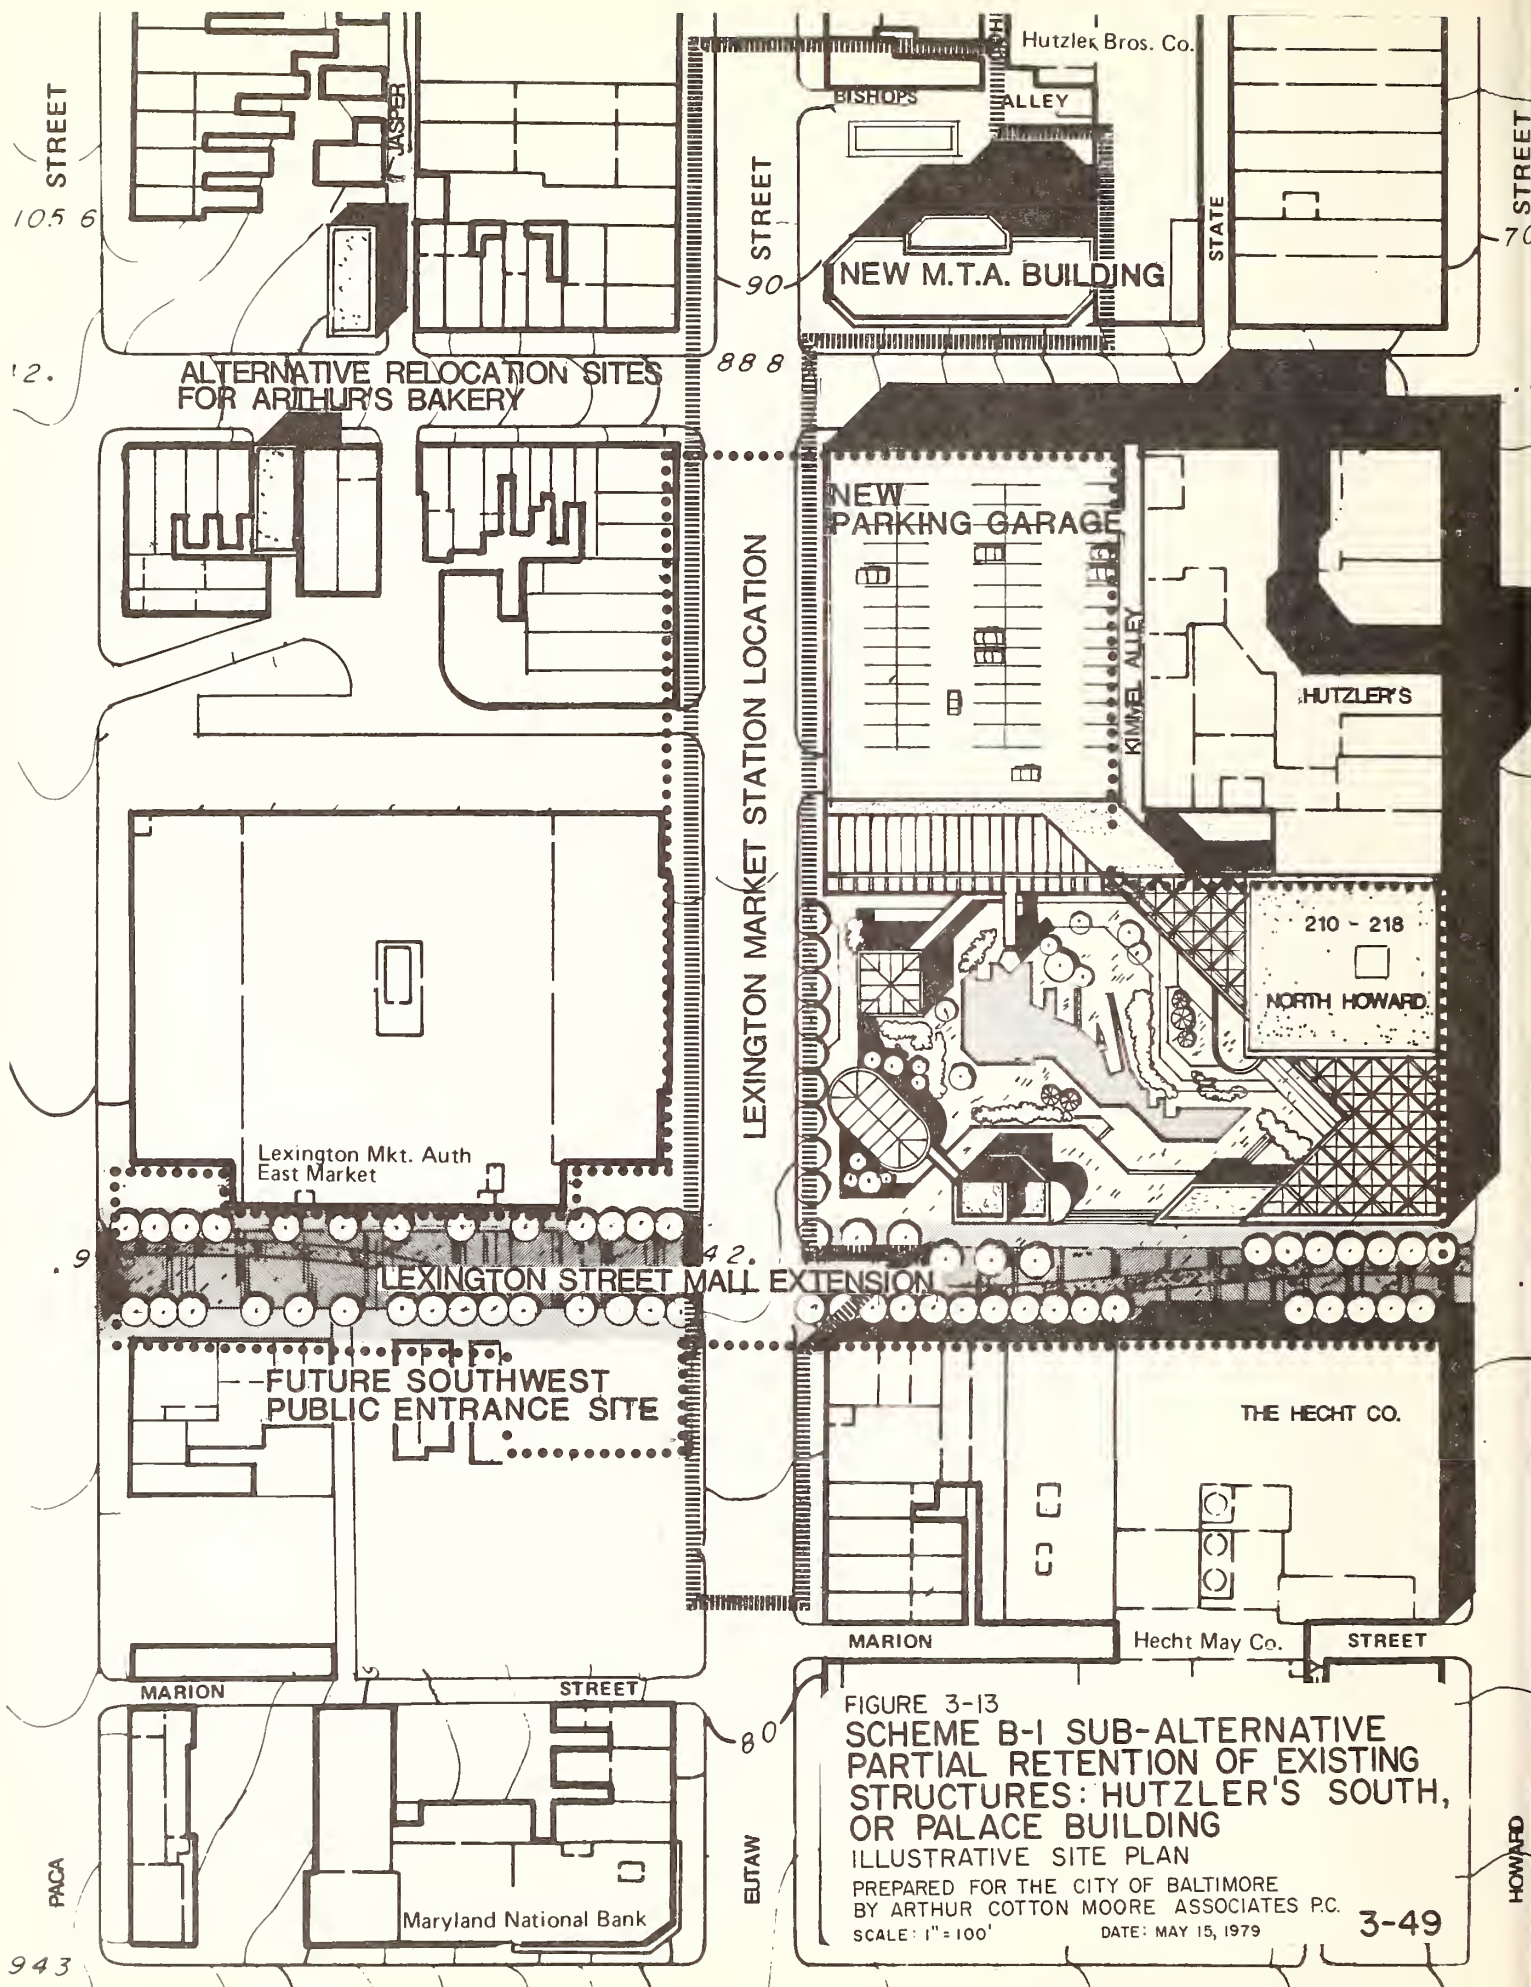 Hutzler Bros. Co.
STREET
JASPER
BISHOPS
ALLEY
STREET
STATE
STREET
105 6
70
90
NEW M.T.A. BUILDING
12.
888
ALTERNATIVE RELOCATION SITES
FOR ARTHUR'S BAKERY
NEW
PARKING GARAGE
LEXINGTON MARKET STATION LOCATION
KIMMEL ALLEY
HUTZLER'S
210 - 218
NORTH HOWARD
Lexington Mkt. Auth
East Market
. 9
42.
LEXINGTON STREET MALL EXTENSION
FUTURE SOUTHWEST
PUBLIC ENTRANCE SITE
THE HECHT CO.
MARION
Hecht May Co.
STREET
MARION
STREET
80
FIGURE 3-13
SCHEME B-I SUB-ALTERNATIVE
PARTIAL RETENTION OF EXISTING
STRUCTURES: HUTZLER'S SOUTH,
OR PALACE BUILDING
ILLUSTRATIVE SITE PLAN
PREPARED FOR THE CITY OF BALTIMORE
BY ARTHUR COTTON MOORE ASSOCIATES P.C.
SCALE: 1" = 100'
DATE: MAY 15, 1979
3-49
PACA
EUTAW
HOWARD
Maryland National Bank
943